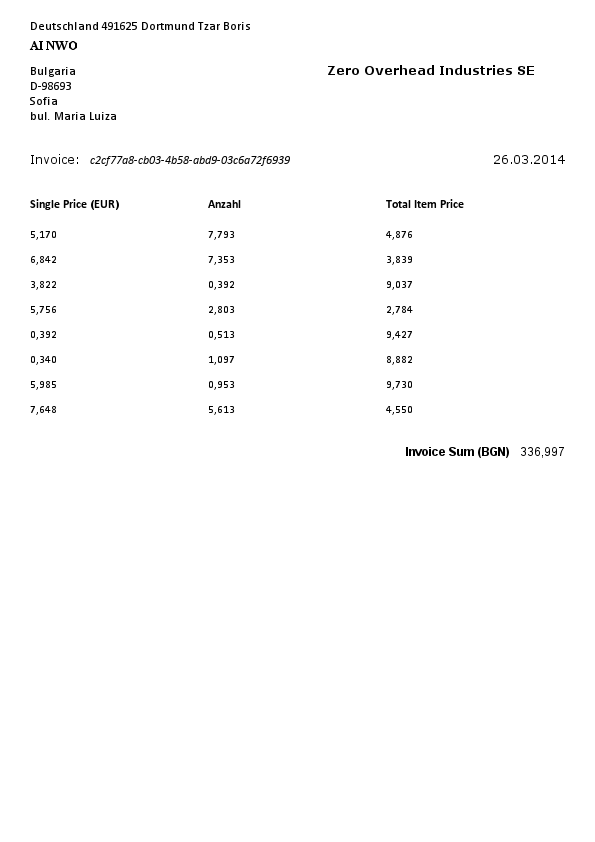 Deutschland 491625 Dortmund Tzar Boris
AI NWO
Bulgaria
Zero Overhead Industries SE
D-98693
Sofia
bul. Maria Luiza
Invoice: c2cf77a8-cb03-4b58-abd9-03c6a72f6939 26.03.2014
Single Price (EUR) Anzahl Total Item Price
5,170 7,793 4,876
6,842 7,353 3,839
3,822 0,392 9,037
5,756 2,803 2,784
0,392 0,513 9,427
0,340 1,097 8,882
5,985 0,953 9,730
7,648 5,613 4,550
Invoice Sum (BGN) 336,997